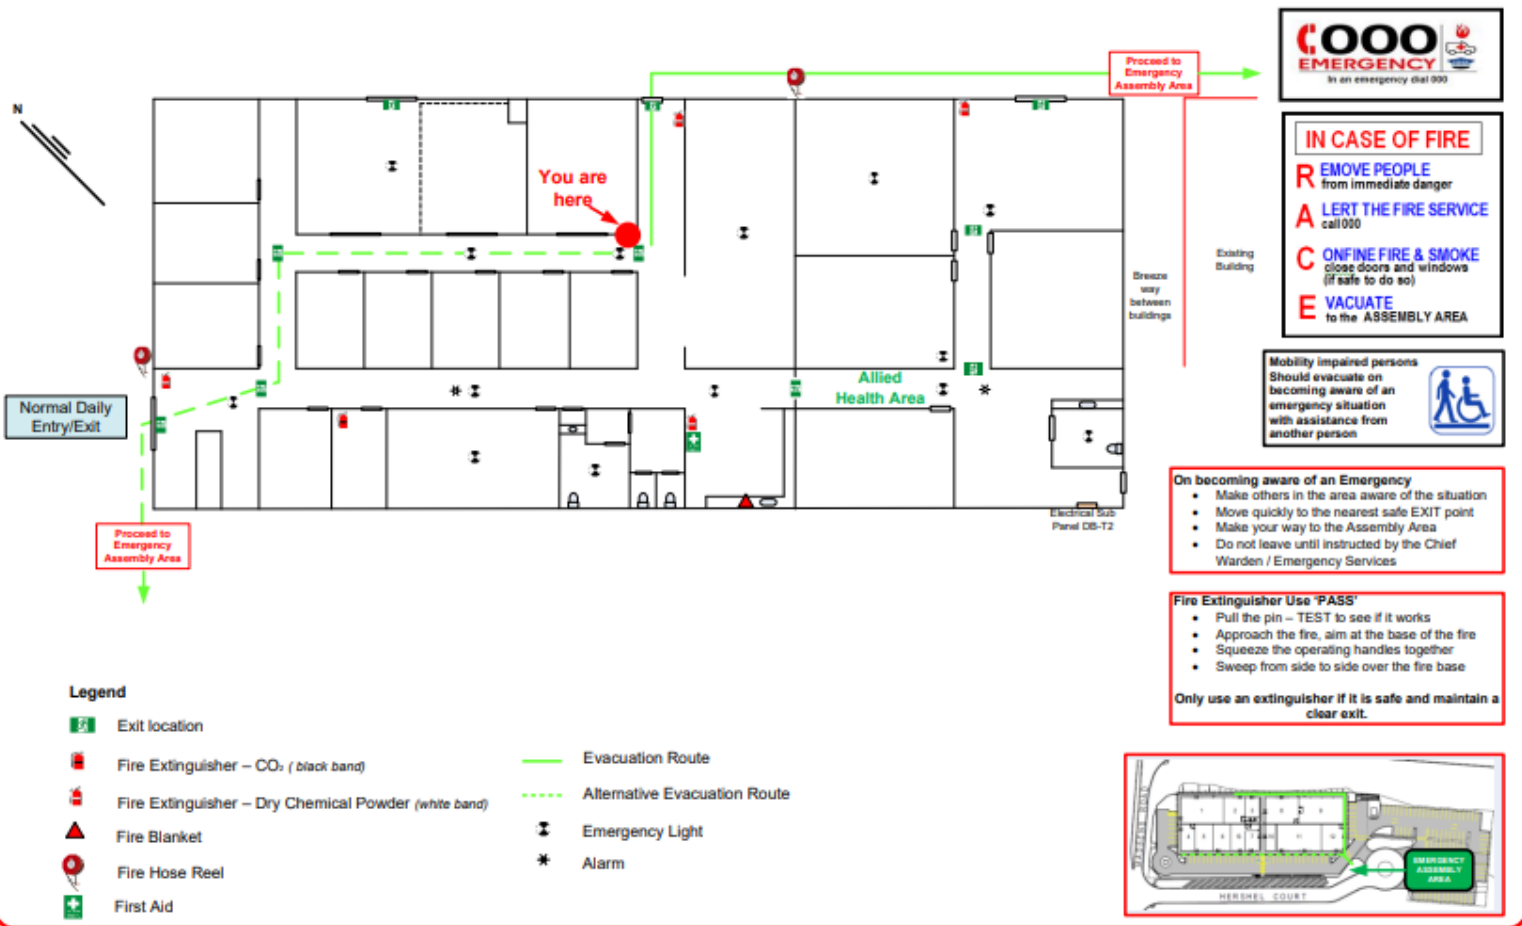 000
EMERGENCY
In an emergency dial 000
Proceed to
Emergency
Assembly Area
N
IN CASE OF FIRE
REMOVE PEOPLE
from immediate danger
ALERT THE FIRE SERVICE
call 000
CONFINE FIRE & SMOKE
close doors and windows
(if safe to do so)
EVACUATE
to the ASSEMBLY AREA
You are
here
Existing
Building
Breeze
way
between
buildings
Mobility impaired persons
Should evacuate on
becoming aware of an
emergency situation
with assistance from
another person
Allied
Health Area
Normal Daily
Entry/Exit
On becoming aware of an Emergency
• Make others in the area aware of the situation
• Move quickly to the nearest safe EXIT point
• Make your way to the Assembly Area
• Do not leave until instructed by the Chief
Warden / Emergency Services
Electrical Sub
Panel DB-T2
Proceed to
Emergency
Assembly Area
Fire Extinguisher Use 'PASS'
• Pull the pin – TEST to see if it works
• Approach the fire, aim at the base of the fire
• Squeeze the operating handles together
• Sweep from side to side over the fire base
Only use an extinguisher if it is safe and maintain a
clear exit.
Legend
Exit location
Fire Extinguisher – CO₂ ( black band)
Fire Extinguisher – Dry Chemical Powder (white band)
Fire Blanket
Fire Hose Reel
First Aid
Evacuation Route
Alternative Evacuation Route
Emergency Light
Alarm
EMERGENCY
ASSEMBLY
AREA
HERSHEL COURT